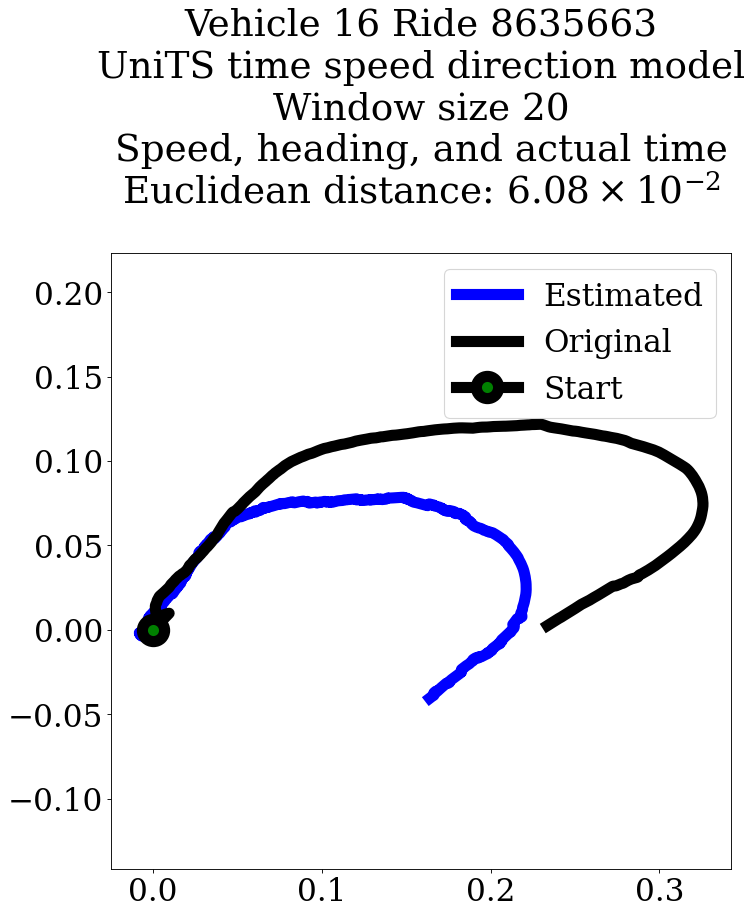 Vehicle 16 Ride 8635663
UniTS time speed direction model
Window size 20
Speed, heading, and actual time
Euclidean distance: 6.08 × 10⁻²
Estimated
Original
Start
0.20
0.15
0.10
0.05
0.00
−0.05
−0.10
0.0 0.1 0.2 0.3